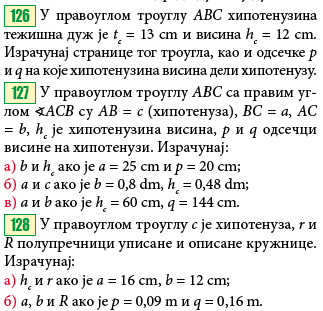 126 У правоуглом троуглу ABC хипотенузина
тежишна дуж је t_c = 13 cm и висина h_c = 12 cm.
Израчунај странице тог троугла, као и одсечке p
и q на које хипотенузина висина дели хипотенузу.
127 У правоуглом троуглу ABC са правим уг-
лом ∢ACB су AB = c (хипотенуза), BC = a, AC
= b, h_c је хипотенузина висина, p и q одсечци
висине на хипотенузи. Израчунај:
а) b и h_c ако је a = 25 cm и p = 20 cm;
б) a и c ако је b = 0,8 dm, h_c = 0,48 dm;
в) a и b ако је h_c = 60 cm, q = 144 cm.
128 У правоуглом троуглу c је хипотенуза, r и
R полупречници уписане и описане кружнице.
Израчунај:
а) h_c и r ако је a = 16 cm, b = 12 cm;
б) a, b и R ако је p = 0,09 m и q = 0,16 m.